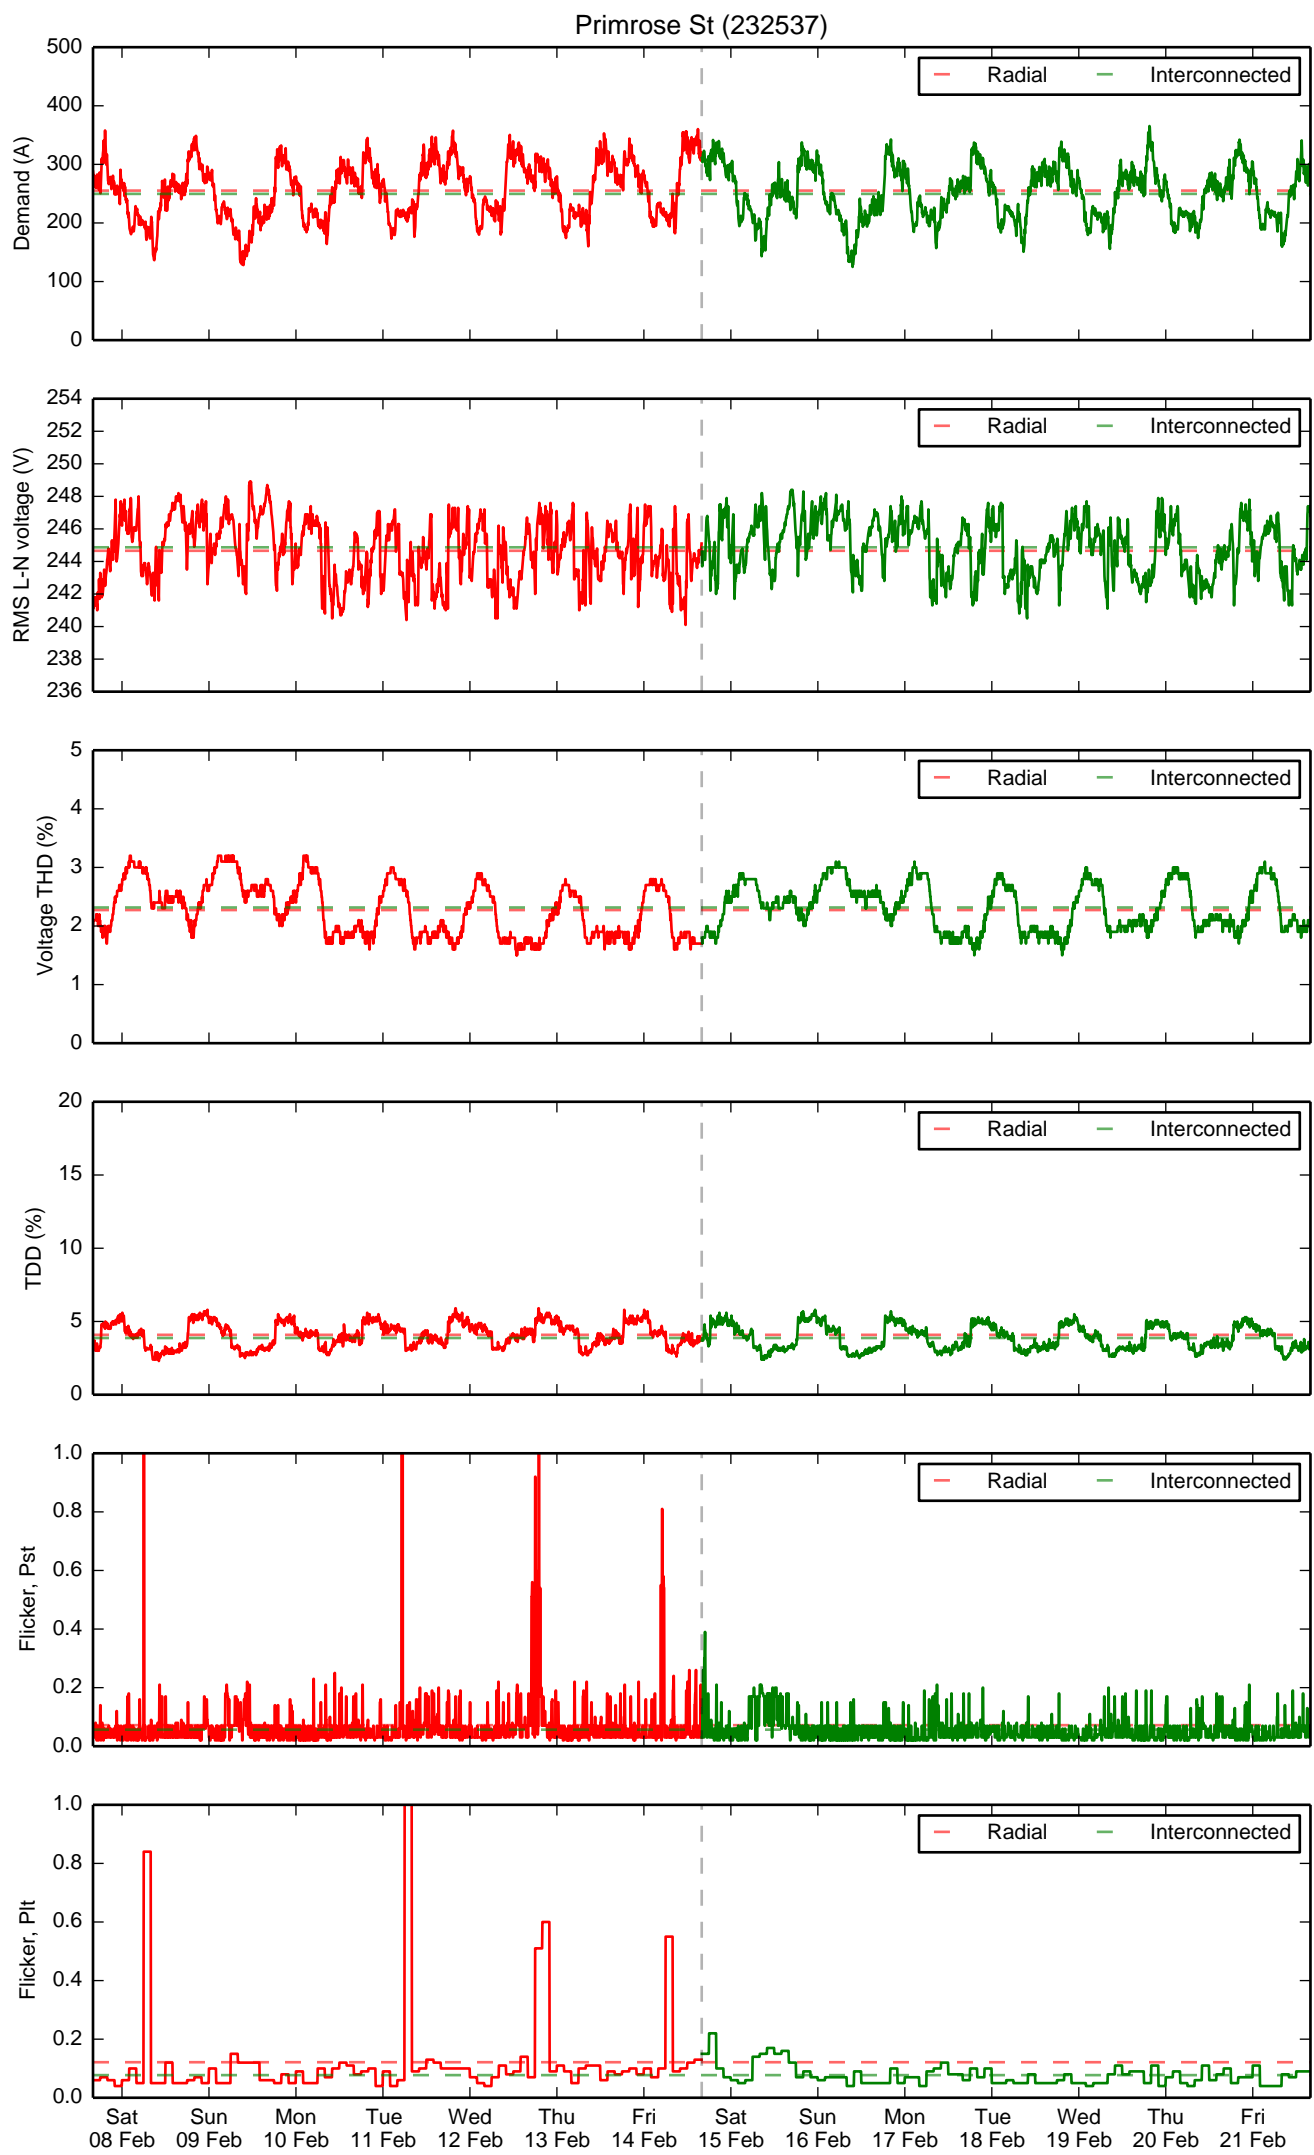 Primrose St (232537)
500
400
300
200
100
0
Demand (A)
Radial Interconnected
254
252
250
248
246
244
242
240
238
236
RMS L-N voltage (V)
Radial Interconnected
5
4
3
2
1
0
Voltage THD (%)
Radial Interconnected
20
15
10
5
0
TDD (%)
Radial Interconnected
1.0
0.8
0.6
0.4
0.2
0.0
Flicker, Pst
Radial Interconnected
1.0
0.8
0.6
0.4
0.2
0.0
Flicker, Plt
Radial Interconnected
Sat Sun Mon Tue Wed Thu Fri Sat Sun Mon Tue Wed Thu Fri
08 Feb 09 Feb 10 Feb 11 Feb 12 Feb 13 Feb 14 Feb 15 Feb 16 Feb 17 Feb 18 Feb 19 Feb 20 Feb 21 Feb